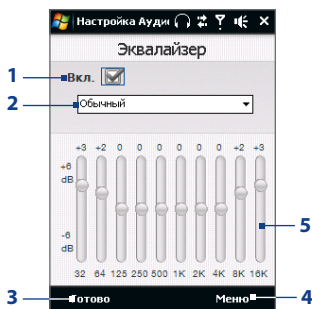 Настройка Ауди
Эквалайзер
1 Вкл.
2 Обычный
+3 +2 0 0 0 0 0 0 +2 +3
+6
dB
5
-6
dB
32 64 125 250 500 1K 2K 4K 8K 16K
3 Готово Меню 4